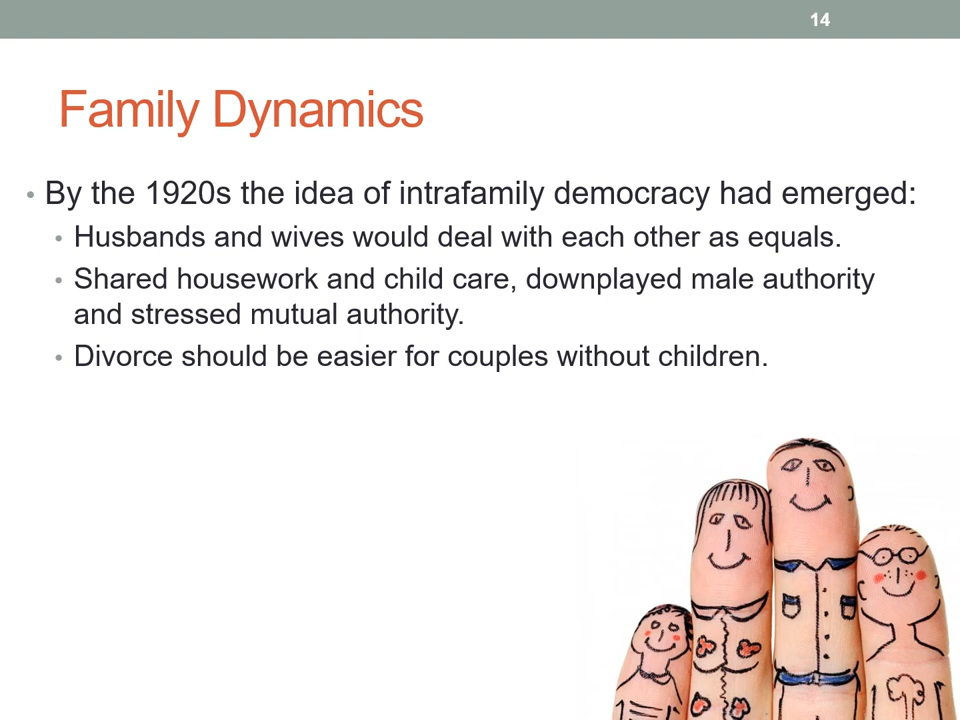 14
Family Dynamics
• By the 1920s the idea of intrafamily democracy had emerged:
• Husbands and wives would deal with each other as equals.
• Shared housework and child care, downplayed male authority
and stressed mutual authority.
• Divorce should be easier for couples without children.